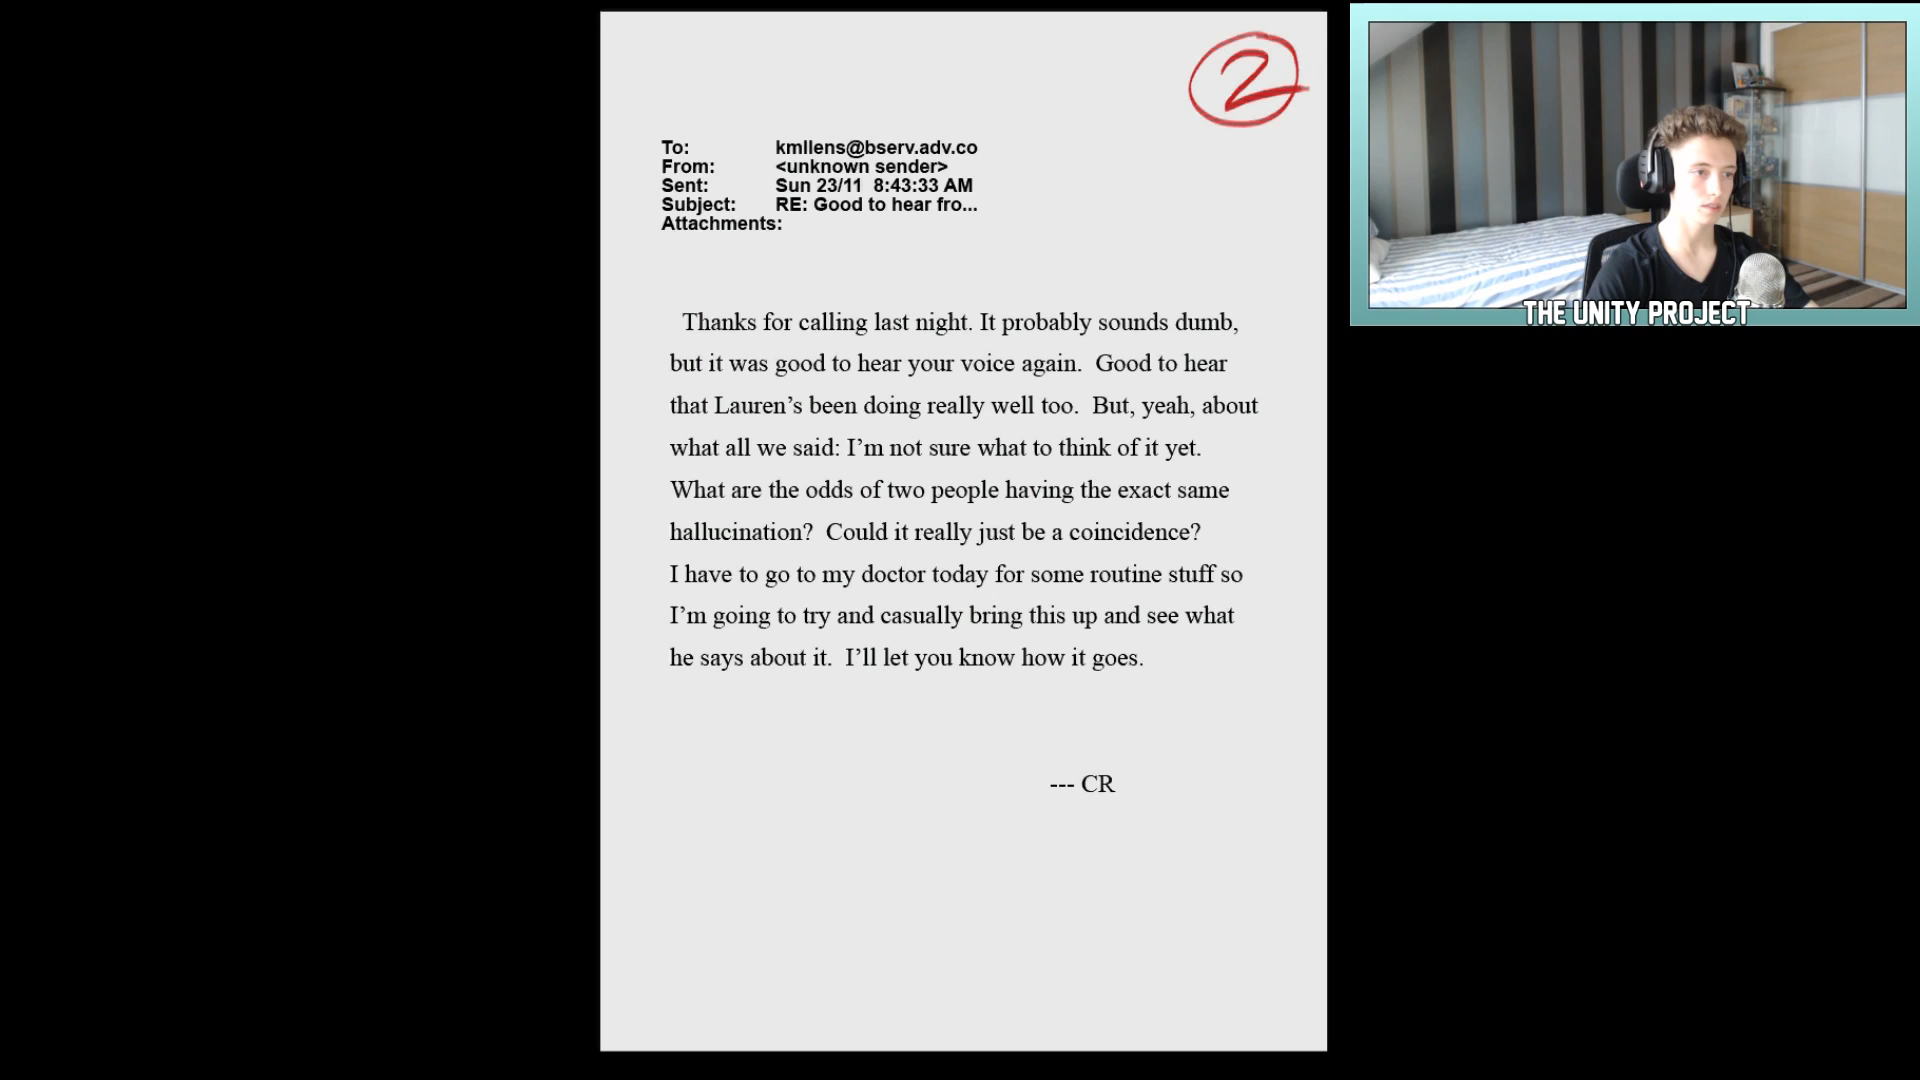 2
To: kmllens@bserv.adv.co
From: <unknown sender>
Sent: Sun 23/11 8:43:33 AM
Subject: RE: Good to hear fro...
Attachments:
Thanks for calling last night. It probably sounds dumb,
but it was good to hear your voice again.  Good to hear
that Lauren’s been doing really well too.  But, yeah, about
what all we said: I’m not sure what to think of it yet.
What are the odds of two people having the exact same
hallucination?  Could it really just be a coincidence?
I have to go to my doctor today for some routine stuff so
I’m going to try and casually bring this up and see what
he says about it.  I’ll let you know how it goes.
--- CR
THE UNITY PROJECT